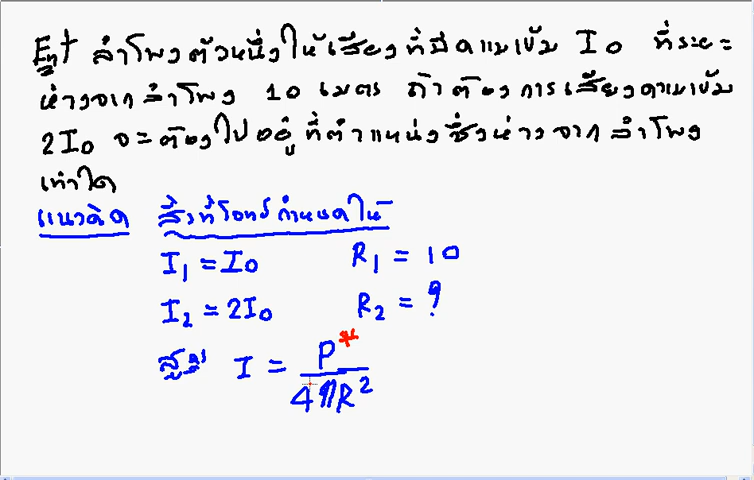 Ent ลำโพงตัวหนึ่งให้เสียงที่มีความเข้ม I0 ที่ระยะ
ห่างจากลำโพง 10 เมตร ถ้าต้องการเสียงความเข้ม
2I0 จะต้องไปอยู่ที่ตำแหน่งซึ่งห่างจากลำโพง
เท่าใด
แนวคิด สิ่งที่โจทย์กำหนดให้
I1 = I0 R1 = 10
I2 = 2I0 R2 = ?
สูตร I = P* / 4πR²